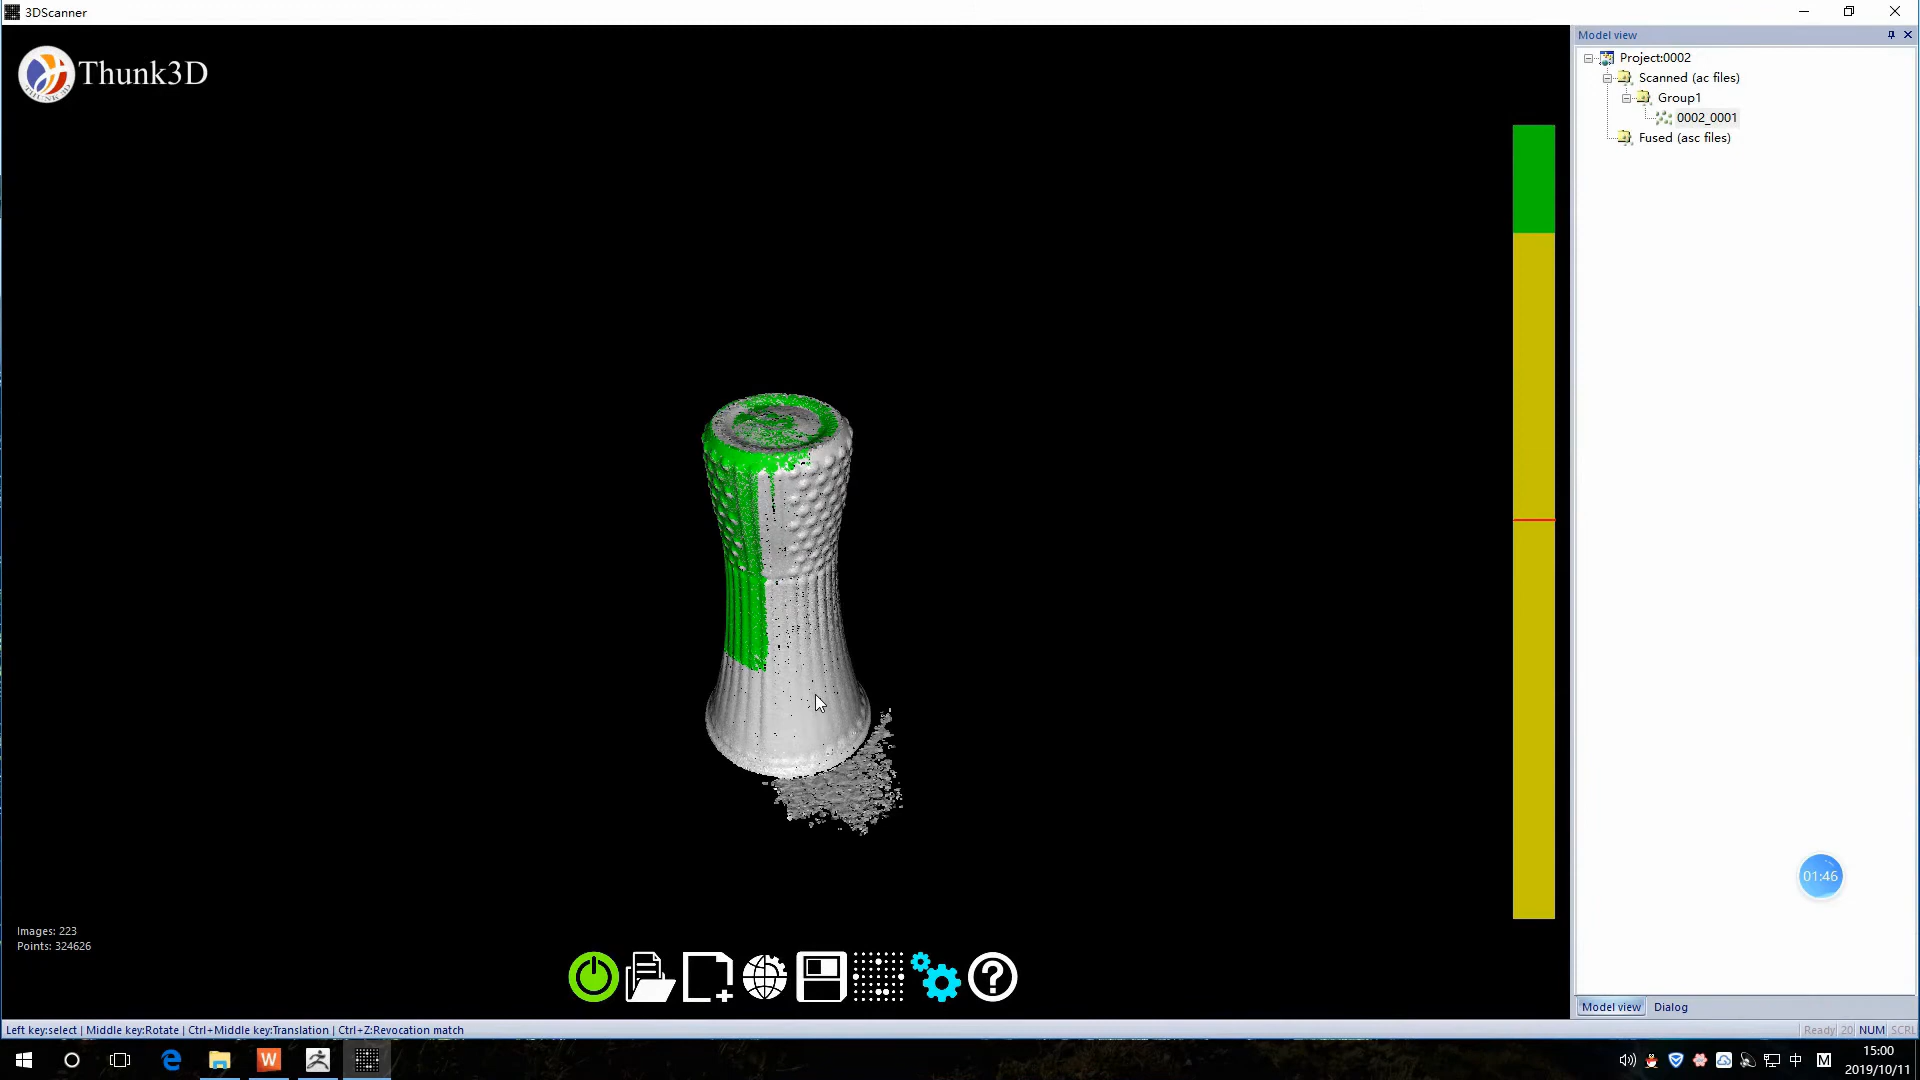 3DScanner
Thunk3D
Model view
Project:0002
Scanned (ac files)
Group1
0002_0001
Fused (asc files)
01:46
Images: 223
Points: 324626
Model view Dialog
Left key:select | Middle key:Rotate | Ctrl+Middle key:Translation | Ctrl+Z:Revocation match
Ready 20 NUM SCRL
W
中
M
15:00
2019/10/11